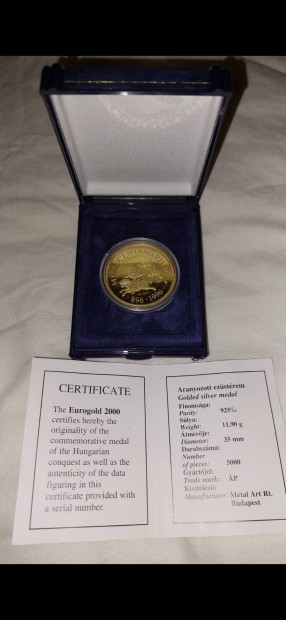 896-1996
CERTIFICATE
The Eurogold 2000
certifies hereby the
originality of the
commemorative medal
of the Hungarian
conquest as well as the
autenticity of the data
figuring in this
certificate provided with
a serial number.
Aranyozott ezüstérem
Golded silver medal
Finomsága:
Purity: 925‰
Súlya:
Weight: 11,90 g
Átmérője:
Diameter: 35 mm
Darabszáma:
Number
of pieces: 5000
Gyártójel:
Trade mark: ÁP
Kivitelező:
Manufacturer: Metal Art Rt.
Budapest